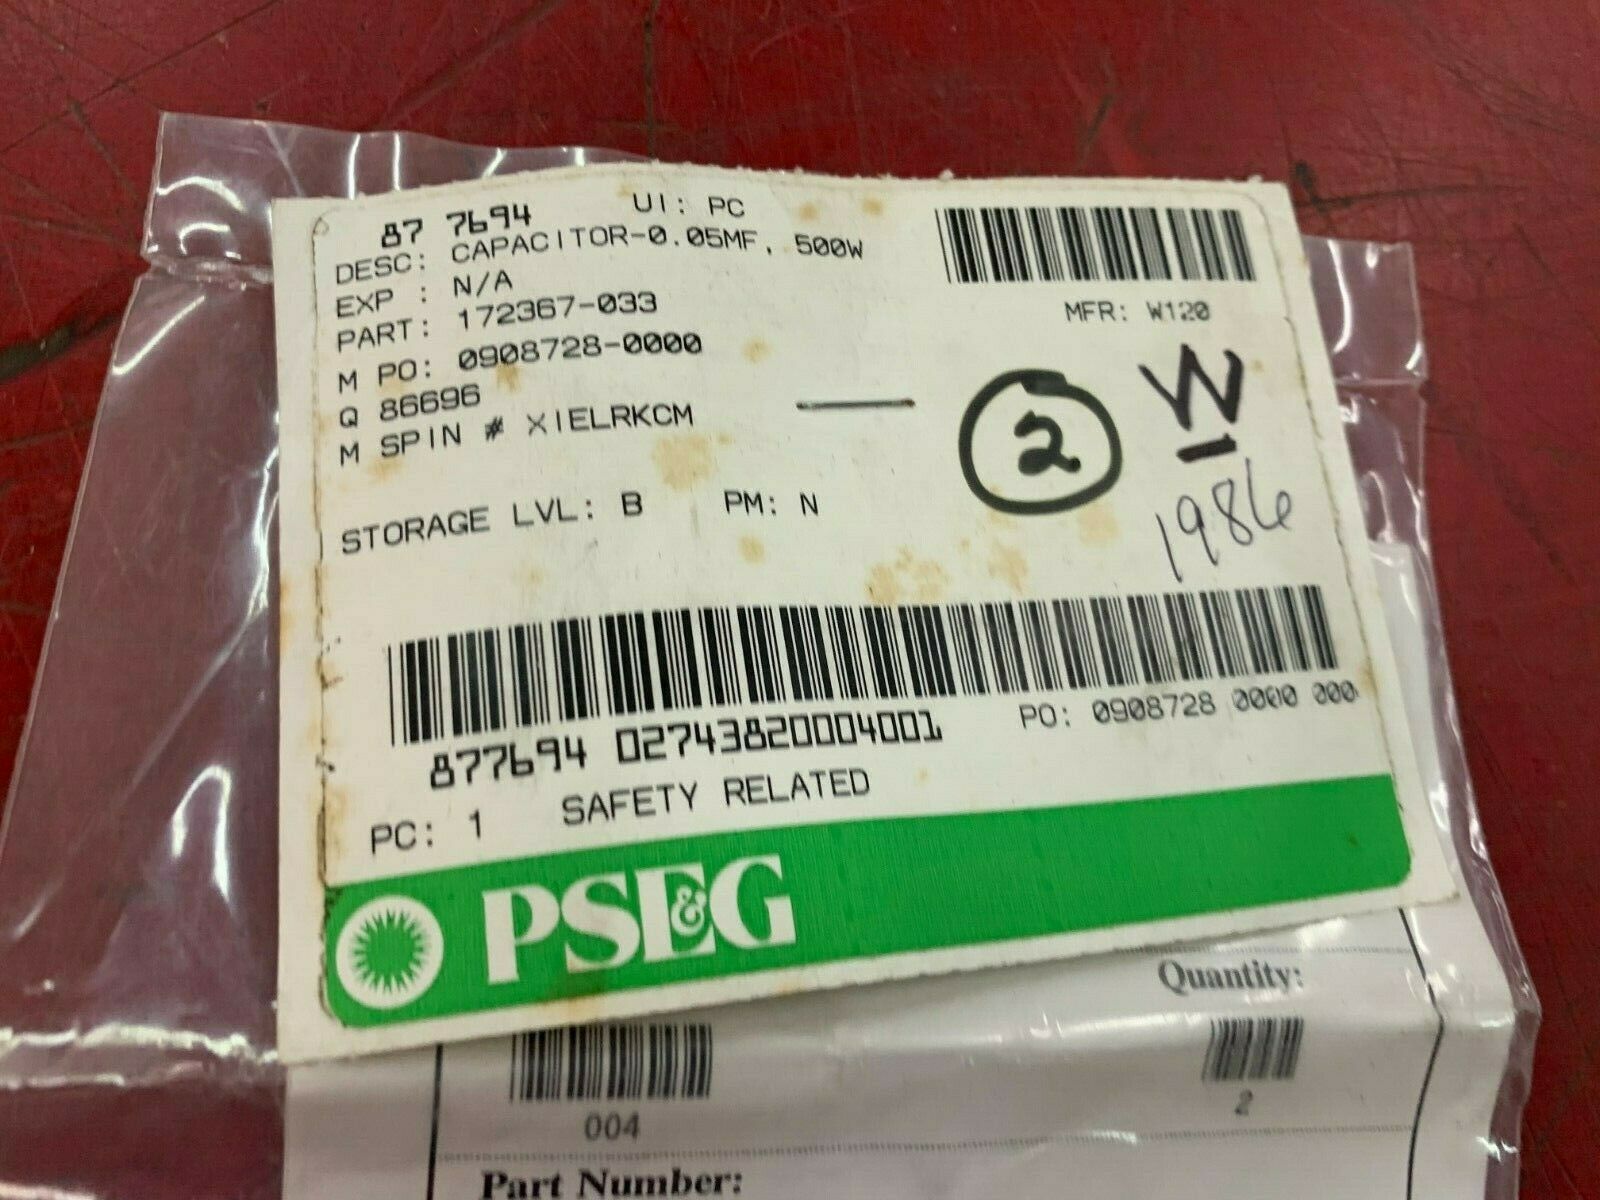 87 7694 UI: PC
DESC: CAPACITOR-0.05MF, 500W
EXP : N/A
PART: 172367-033
MFR: W120
M PO: 0908728-0000
Q 86696
M SPIN # XIELRKCM
2 W
1986
STORAGE LVL: B PM: N
877694 02743820004001 PO: 0908728 0000 000
PC: 1 SAFETY RELATED
PSE&G
Quantity:
004 2
Part Number: